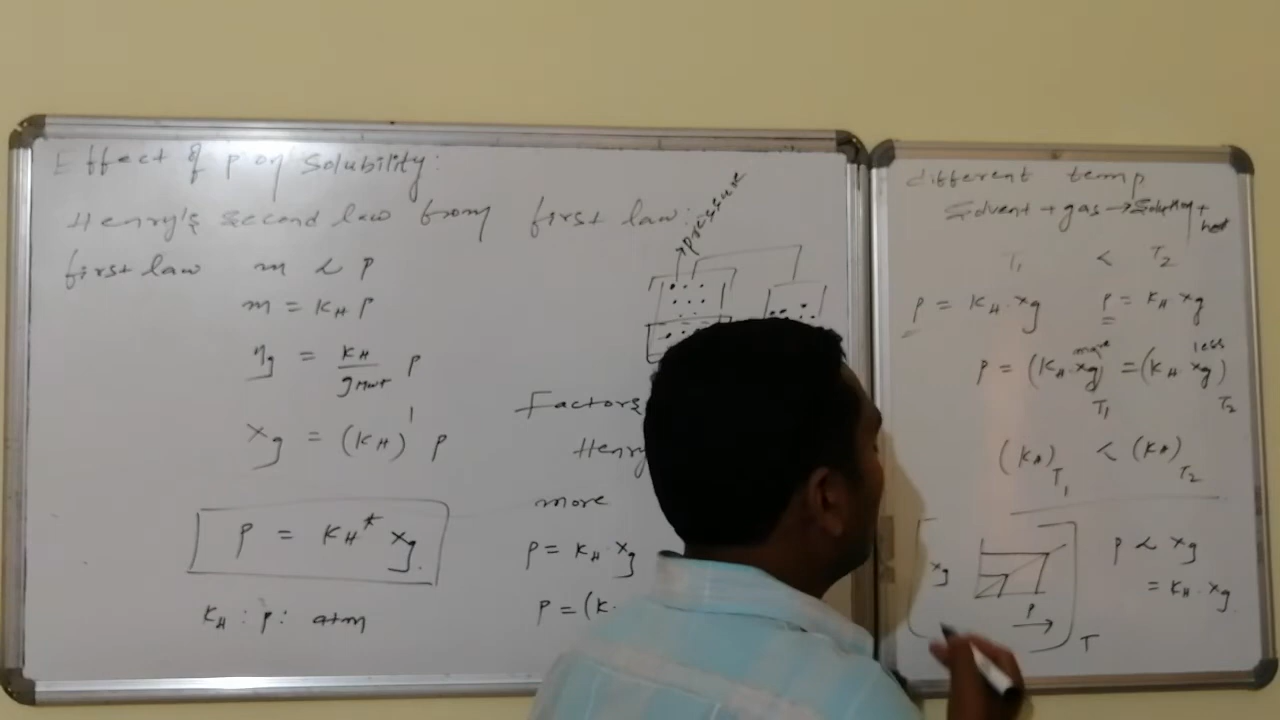 Effect of P on Solubility:
Henry's Second law from first law:
first law m α P
m = KH P
ng = KH / gMwt P
xg = (KH)' P
P = KH* xg
KH : P : atm
pressure
Factors
Henry
more
P = KH. xg
P = (K.
different temp
Solvent + gas → Solution + heat
T1 < T2
P = KH. xg P = KH. xg
more less
P = (KH. xg) T1 = (KH. xg) T2
(KH) T1 < (KH) T2
xg
P
T
P α xg
= KH. xg